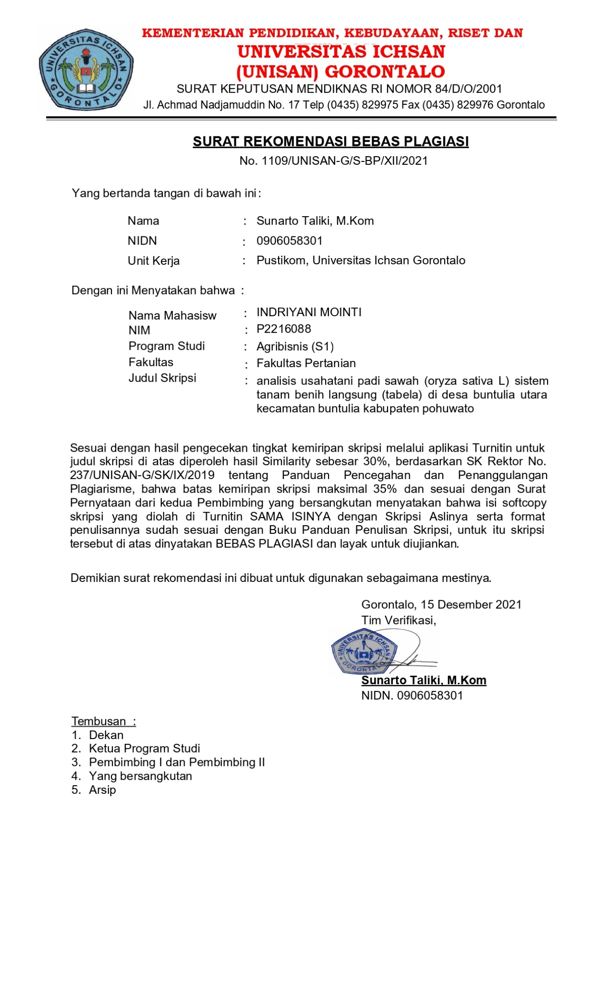 UNIVERSITAS ICHSAN
GORONTALO
KEMENTERIAN PENDIDIKAN, KEBUDAYAAN, RISET DAN
UNIVERSITAS ICHSAN
(UNISAN) GORONTALO
SURAT KEPUTUSAN MENDIKNAS RI NOMOR 84/D/O/2001
Jl. Achmad Nadjamuddin No. 17 Telp (0435) 829975 Fax (0435) 829976 Gorontalo
SURAT REKOMENDASI BEBAS PLAGIASI
No. 1109/UNISAN-G/S-BP/XII/2021
Yang bertanda tangan di bawah ini :
Nama : Sunarto Taliki, M.Kom
NIDN : 0906058301
Unit Kerja : Pustikom, Universitas Ichsan Gorontalo
Dengan ini Menyatakan bahwa :
Nama Mahasisw : INDRIYANI MOINTI
NIM : P2216088
Program Studi : Agribisnis (S1)
Fakultas : Fakultas Pertanian
Judul Skripsi : analisis usahatani padi sawah (oryza sativa L) sistem
tanam benih langsung (tabela) di desa buntulia utara
kecamatan buntulia kabupaten pohuwato
Sesuai dengan hasil pengecekan tingkat kemiripan skripsi melalui aplikasi Turnitin untuk
judul skripsi di atas diperoleh hasil Similarity sebesar 30%, berdasarkan SK Rektor No.
237/UNISAN-G/SK/IX/2019 tentang Panduan Pencegahan dan Penanggulangan
Plagiarisme, bahwa batas kemiripan skripsi maksimal 35% dan sesuai dengan Surat
Pernyataan dari kedua Pembimbing yang bersangkutan menyatakan bahwa isi softcopy
skripsi yang diolah di Turnitin SAMA ISINYA dengan Skripsi Aslinya serta format
penulisannya sudah sesuai dengan Buku Panduan Penulisan Skripsi, untuk itu skripsi
tersebut di atas dinyatakan BEBAS PLAGIASI dan layak untuk diujiankan.
Demikian surat rekomendasi ini dibuat untuk digunakan sebagaimana mestinya.
Gorontalo, 15 Desember 2021
Tim Verifikasi,
UNIVERSITAS ICHSAN
GORONTALO
Sunarto Taliki, M.Kom
NIDN. 0906058301
Tembusan :
1. Dekan
2. Ketua Program Studi
3. Pembimbing I dan Pembimbing II
4. Yang bersangkutan
5. Arsip